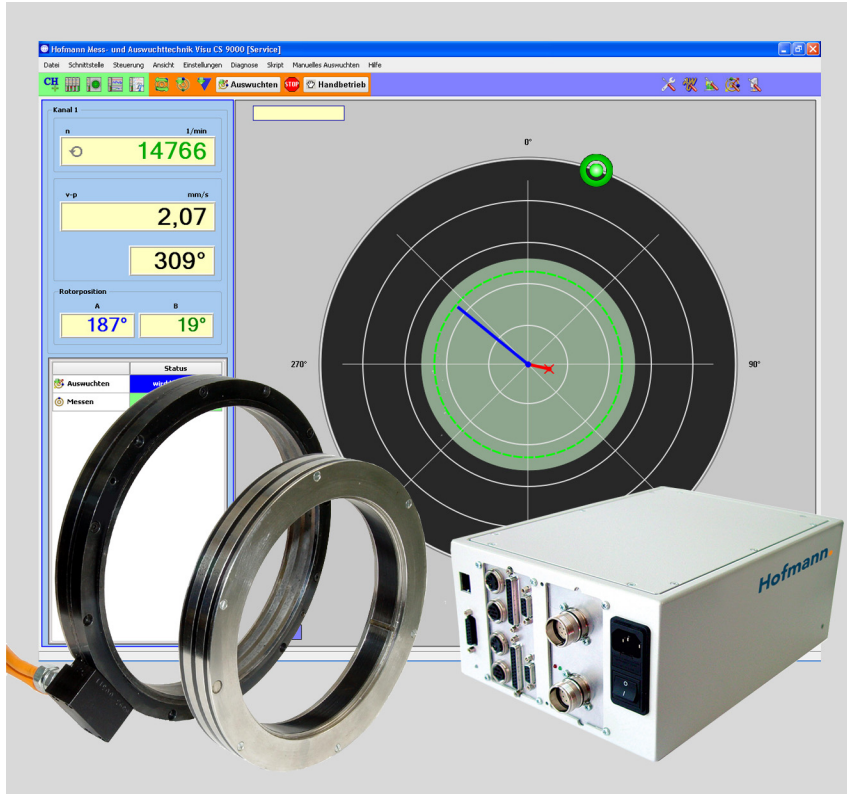 Hofmann Mess- und Auswuchttechnik Visu CS 9000 [Service]
Datei Schnittstelle Steuerung Ansicht Einstellungen Diagnose Skript Manuelles Auswuchten Hilfe
CH Auswuchten STOP Handbetrieb
Kanal 1
n 1/min
14766
v-p mm/s
2,07
309°
Rotorposition
A B
187° 19°
Status
Auswuchten
Messen
0°
270° 90°
Hofmann